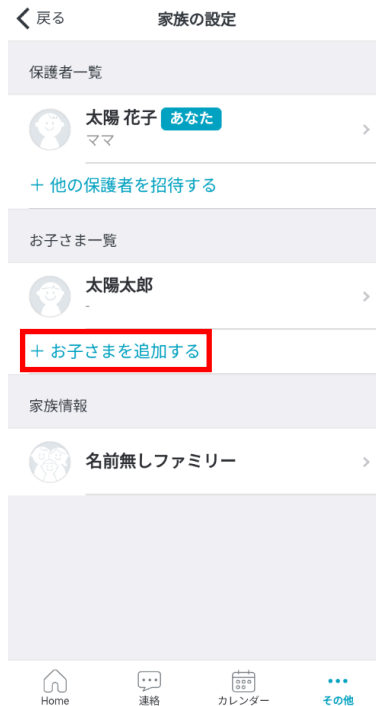 戻る 家族の設定
保護者一覧
太陽 花子 あなた
ママ
＋ 他の保護者を招待する
お子さま一覧
太陽太郎
-
＋ お子さまを追加する
家族情報
名前無しファミリー
Home 連絡 カレンダー その他